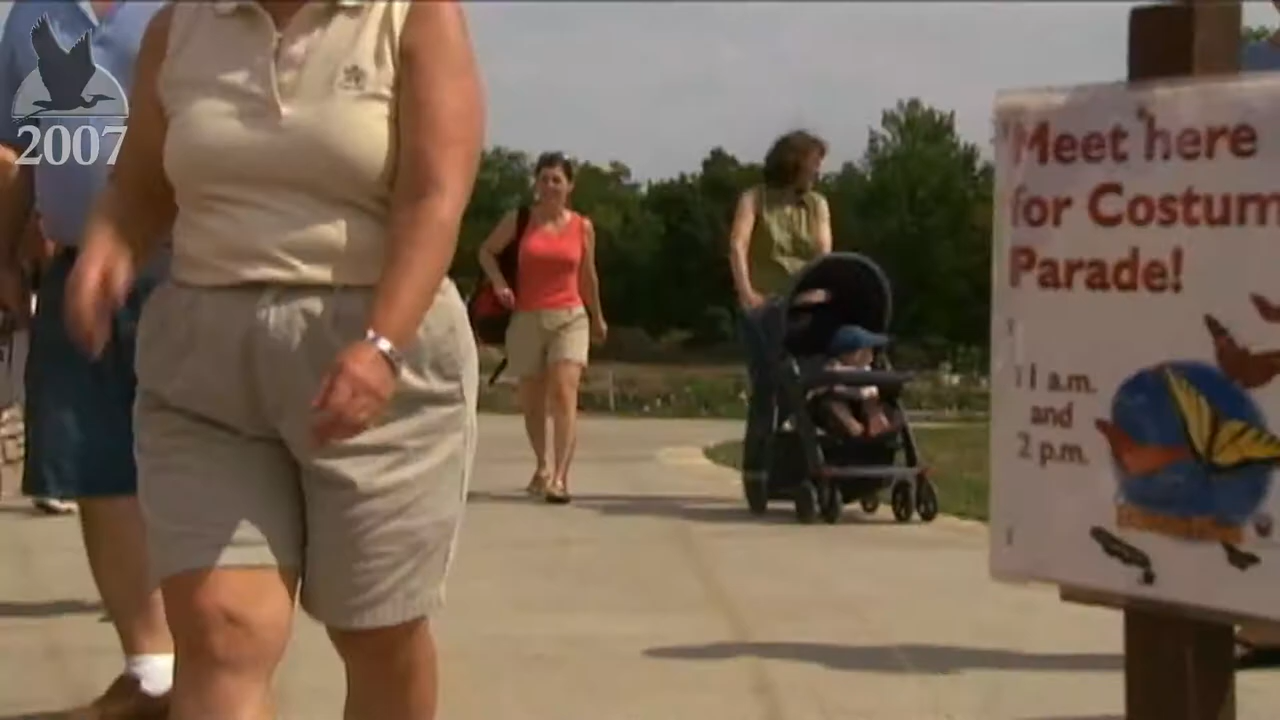 2007
Meet here
for Costum
Parade!
11 a.m.
and
2 p.m.